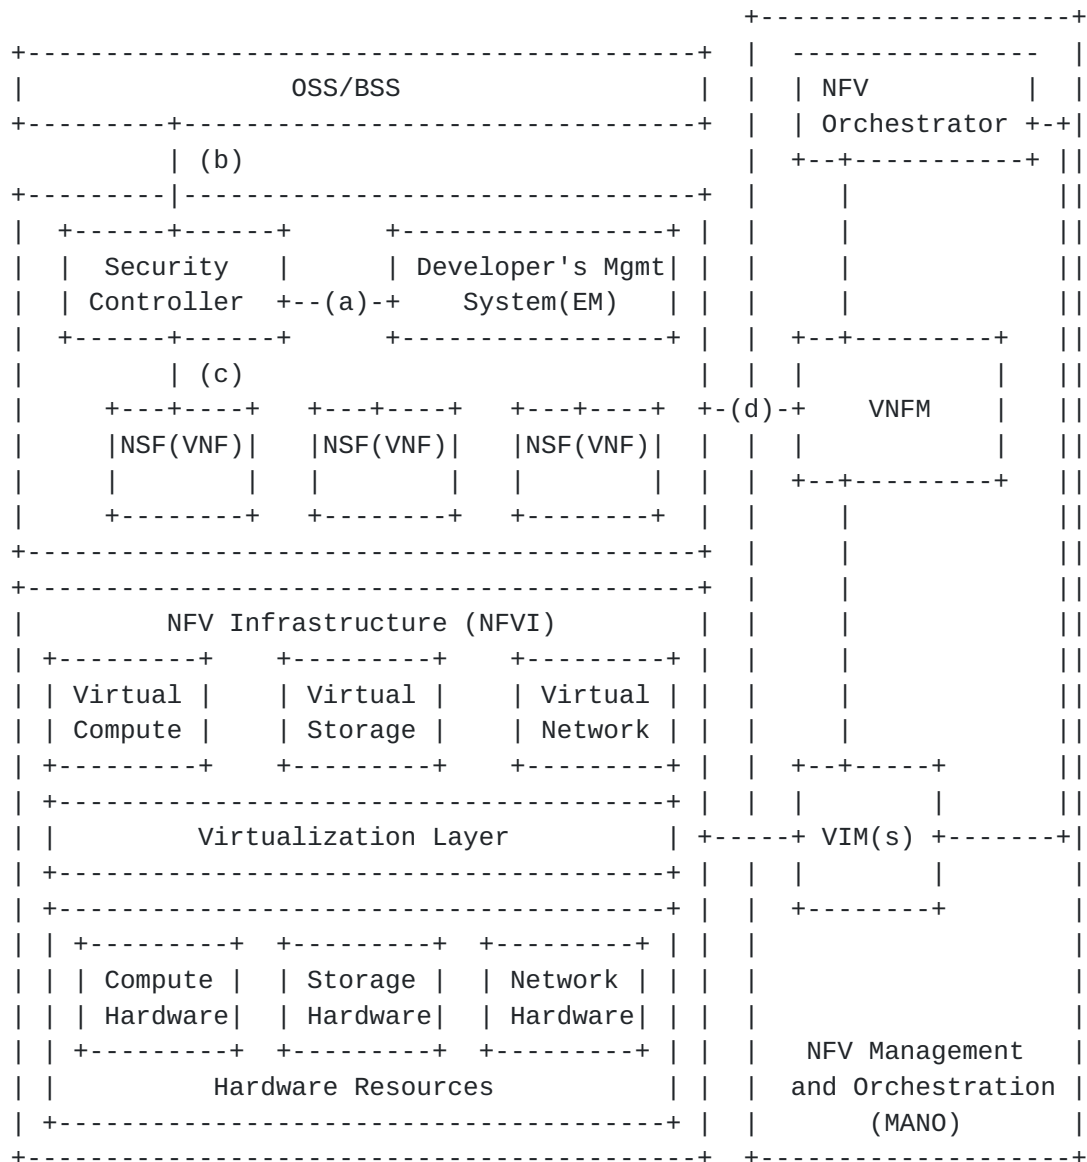 OSS/BSS
NFV
Orchestrator
(b)
Security
Controller
(a)
Developer's Mgmt
System(EM)
(c)
NSF(VNF)
NSF(VNF)
NSF(VNF)
(d)
VNFM
NFV Infrastructure (NFVI)
Virtual
Compute
Virtual
Storage
Virtual
Network
Virtualization Layer
VIM(s)
Compute
Hardware
Storage
Hardware
Network
Hardware
Hardware Resources
NFV Management
and Orchestration
(MANO)